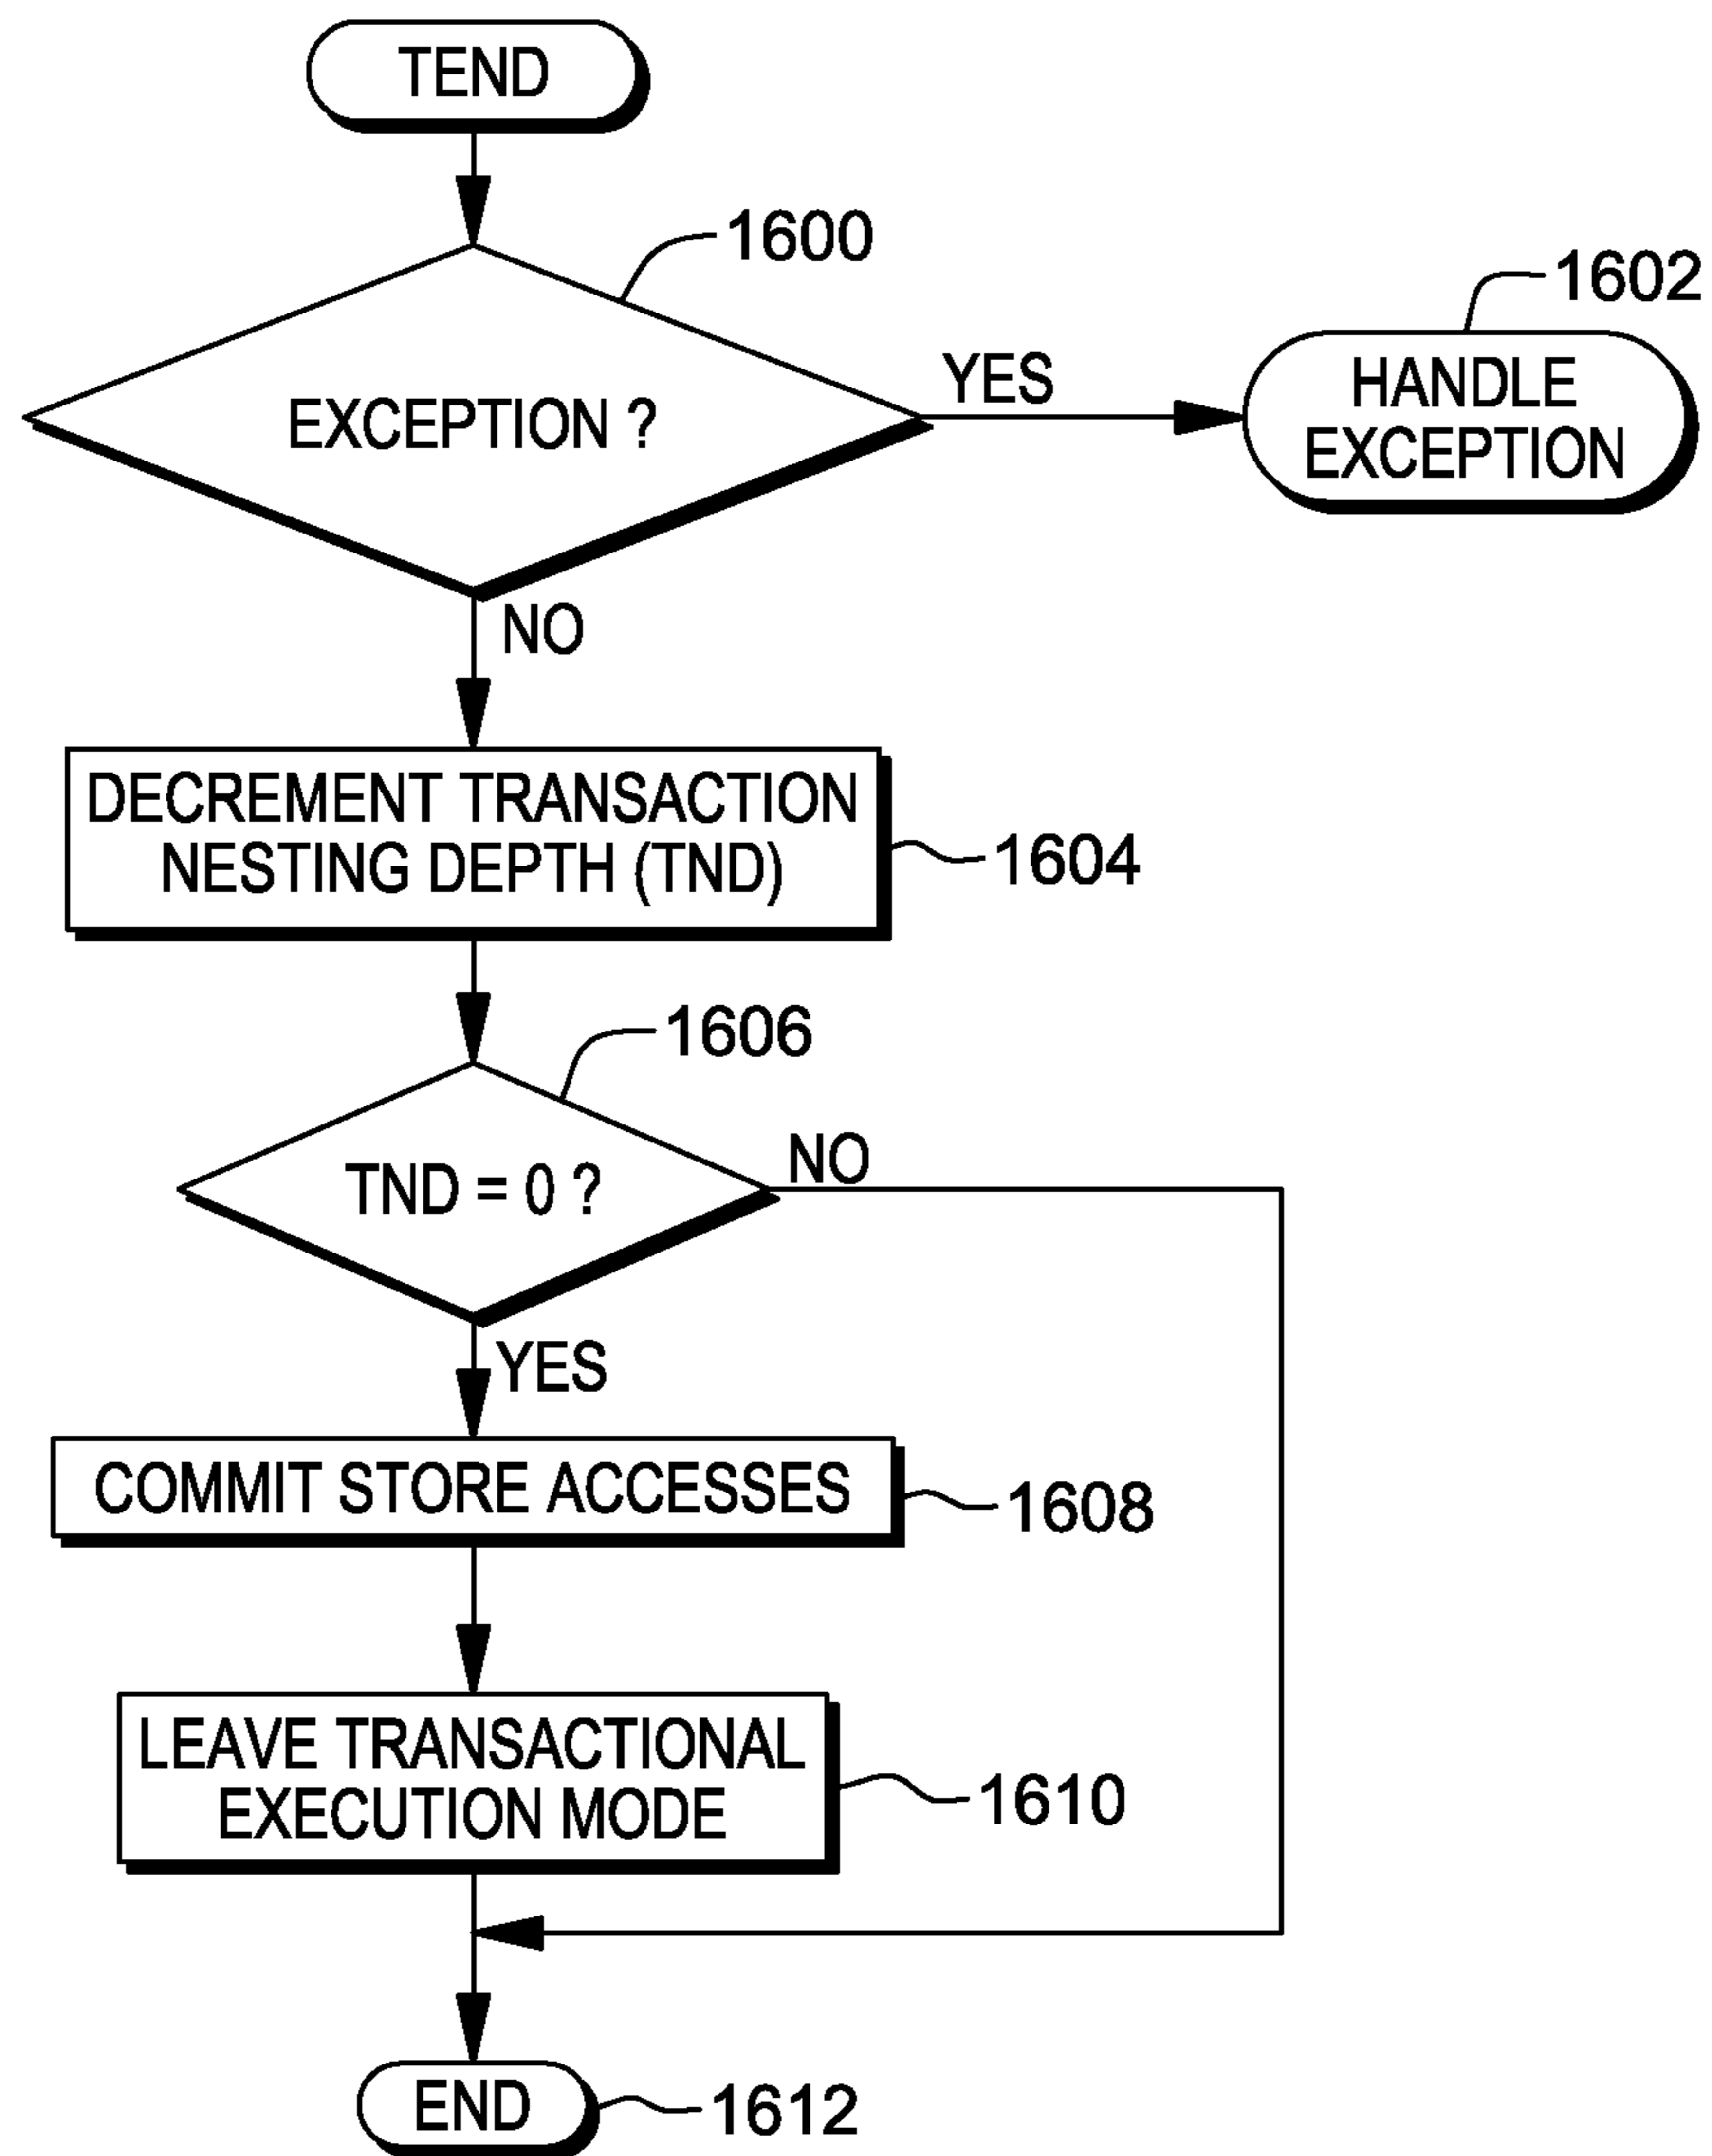 TEND
1600
1602
EXCEPTION ?
YES
HANDLE
EXCEPTION
NO
DECREMENT TRANSACTION
NESTING DEPTH (TND)
1604
1606
TND = 0 ?
NO
YES
COMMIT STORE ACCESSES
1608
LEAVE TRANSACTIONAL
EXECUTION MODE
1610
END
1612